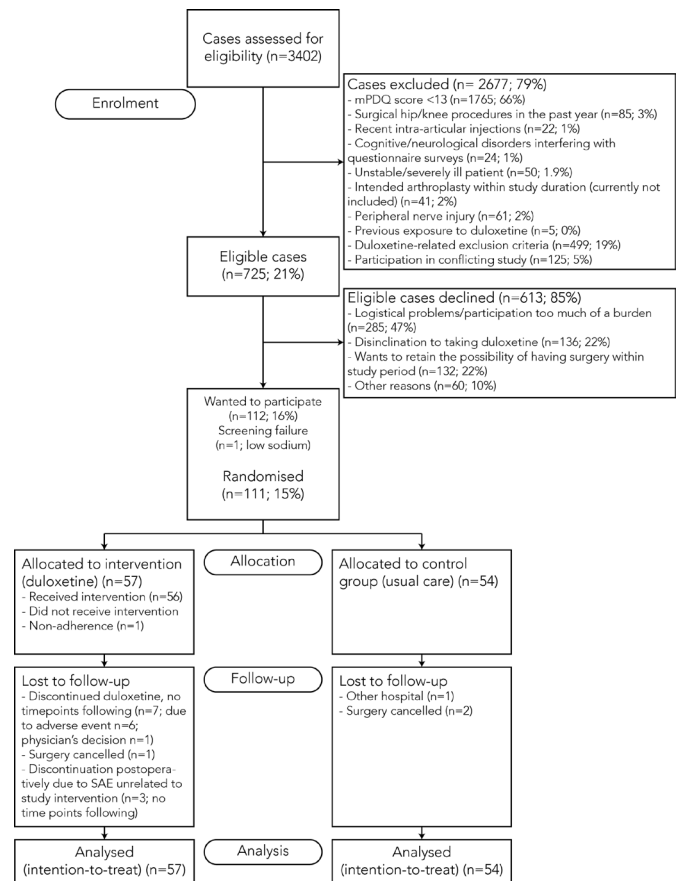 Cases assessed for
eligibility (n=3402)
Enrolment
Cases excluded (n= 2677; 79%)
- mPDQ score <13 (n=1765; 66%)
- Surgical hip/knee procedures in the past year (n=85; 3%)
- Recent intra-articular injections (n=22; 1%)
- Cognitive/neurological disorders interfering with
questionnaire surveys (n=24; 1%)
- Unstable/severely ill patient (n=50; 1.9%)
- Intended arthroplasty within study duration (currently not
included) (n=41; 2%)
- Peripheral nerve injury (n=61; 2%)
- Previous exposure to duloxetine (n=5; 0%)
- Duloxetine-related exclusion criteria (n=499; 19%)
- Participation in conflicting study (n=125; 5%)
Eligible cases
(n=725; 21%)
Eligible cases declined (n=613; 85%)
- Logistical problems/participation too much of a burden
(n=285; 47%)
- Disinclination to taking duloxetine (n=136; 22%)
- Wants to retain the possibility of having surgery within
study period (n=132; 22%)
- Other reasons (n=60; 10%)
Wanted to participate
(n=112; 16%)
Screening failure
(n=1; low sodium)
Randomised
(n=111; 15%)
Allocation
Allocated to intervention
(duloxetine) (n=57)
- Received intervention (n=56)
- Did not receive intervention
- Non-adherence (n=1)
Allocated to control
group (usual care) (n=54)
Follow-up
Lost to follow-up
- Discontinued duloxetine, no
timepoints following (n=7; due
to adverse event n=6;
physician's decision n=1)
- Surgery cancelled (n=1)
- Discontinuation postopera-
tively due to SAE unrelated to
study intervention (n=3; no
time points following)
Lost to follow-up
- Other hospital (n=1)
- Surgery cancelled (n=2)
Analysis
Analysed
(intention-to-treat) (n=57)
Analysed
(intention-to-treat) (n=54)